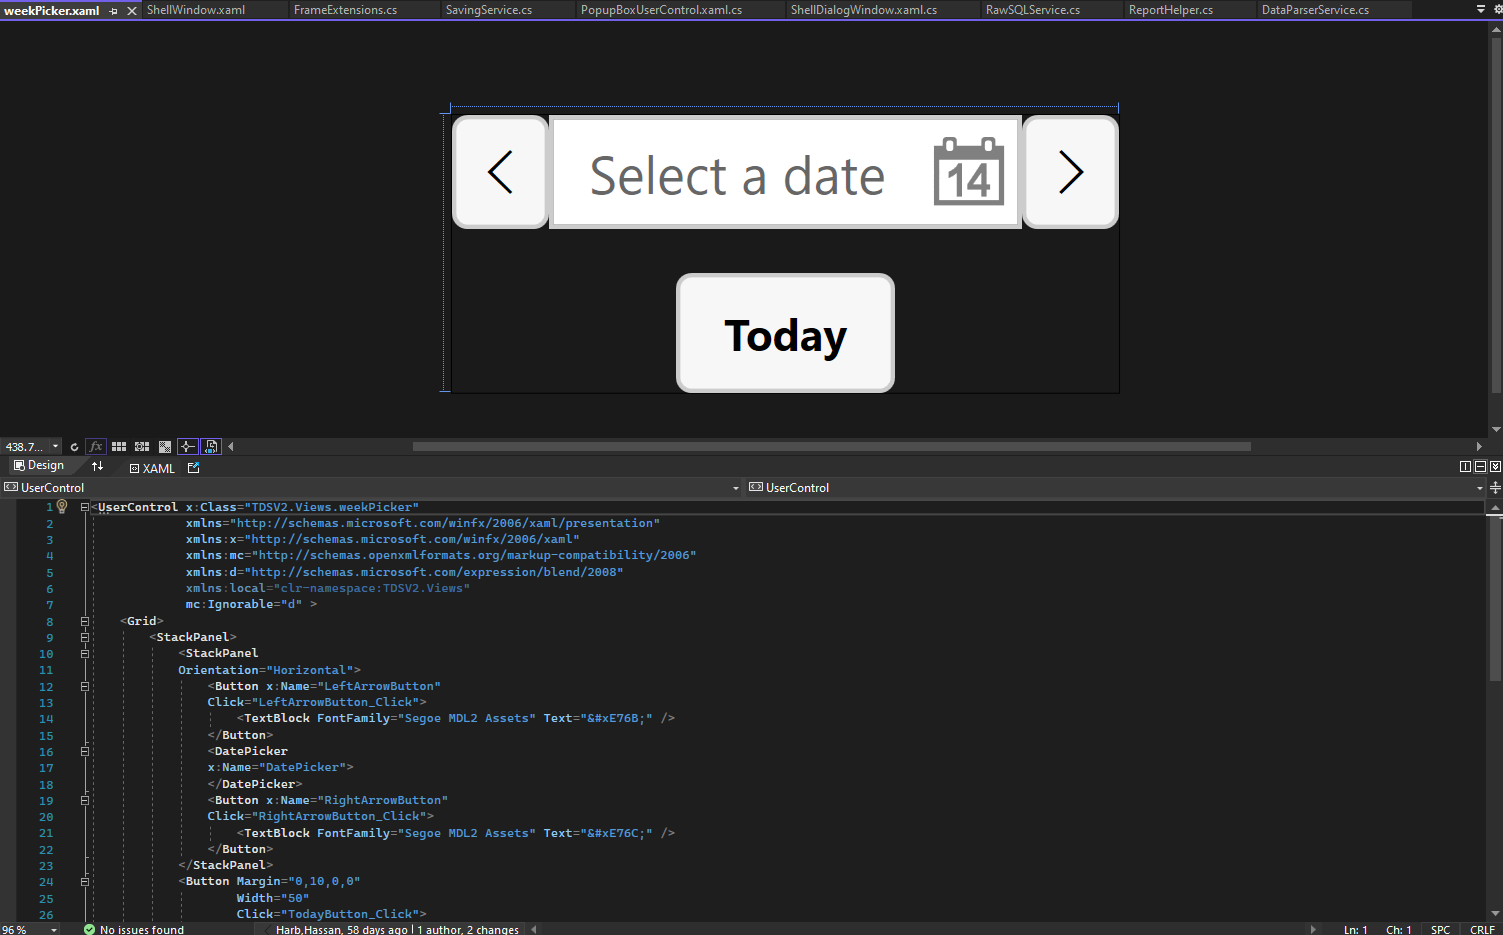 weekPicker.xaml
ShellWindow.xaml
FrameExtensions.cs
SavingService.cs
PopupBoxUserControl.xaml.cs
ShellDialogWindow.xaml.cs
RawSQLService.cs
ReportHelper.cs
DataParserService.cs
Select a date
14
Today
438.7...
fx
Design
XAML
UserControl
UserControl
1 <UserControl x:Class="TDSV2.Views.weekPicker"
2 xmlns="http://schemas.microsoft.com/winfx/2006/xaml/presentation"
3 xmlns:x="http://schemas.microsoft.com/winfx/2006/xaml"
4 xmlns:mc="http://schemas.openxmlformats.org/markup-compatibility/2006"
5 xmlns:d="http://schemas.microsoft.com/expression/blend/2008"
6 xmlns:local="clr-namespace:TDSV2.Views"
7 mc:Ignorable="d" >
8 <Grid>
9 <StackPanel>
10 <StackPanel
11 Orientation="Horizontal">
12 <Button x:Name="LeftArrowButton"
13 Click="LeftArrowButton_Click">
14 <TextBlock FontFamily="Segoe MDL2 Assets" Text="&#xE76B;" />
15 </Button>
16 <DatePicker
17 x:Name="DatePicker">
18 </DatePicker>
19 <Button x:Name="RightArrowButton"
20 Click="RightArrowButton_Click">
21 <TextBlock FontFamily="Segoe MDL2 Assets" Text="&#xE76C;" />
22 </Button>
23 </StackPanel>
24 <Button Margin="0,10,0,0"
25 Width="50"
26 Click="TodayButton_Click">
96 %
No issues found
Harb,Hassan, 58 days ago | 1 author, 2 changes
Ln: 1
Ch: 1
SPC
CRLF